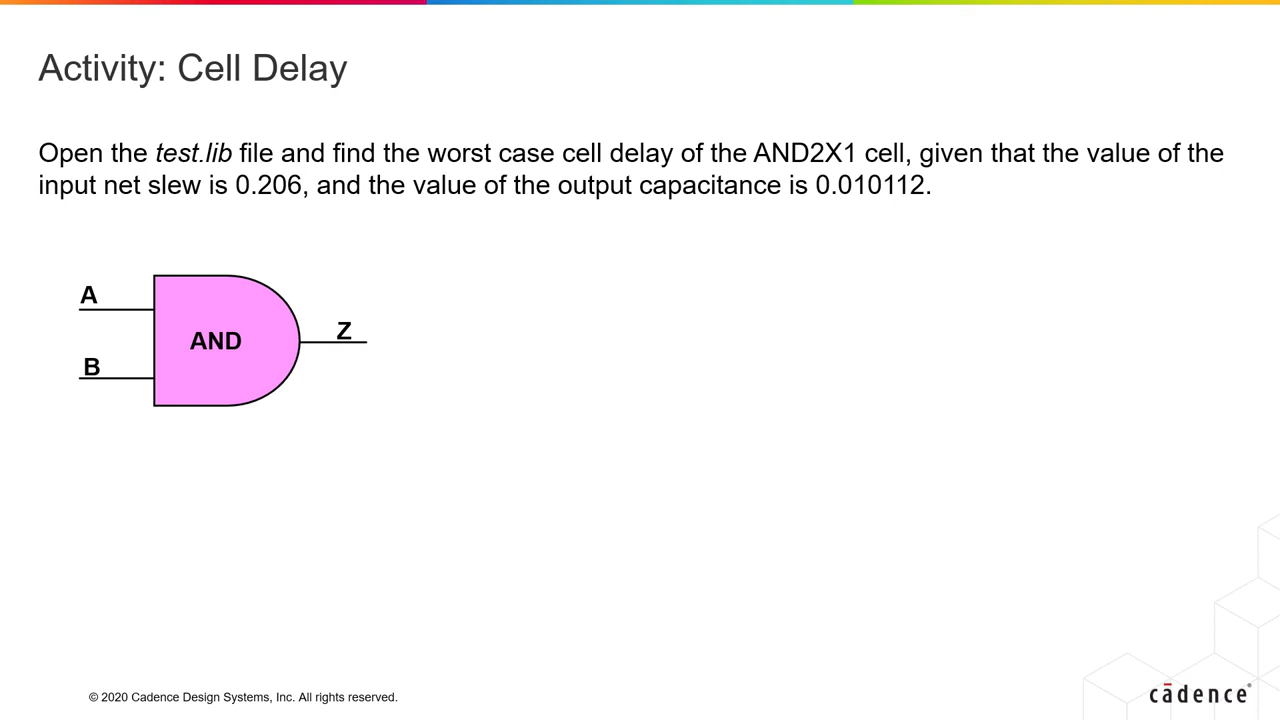 Activity: Cell Delay
Open the test.lib file and find the worst case cell delay of the AND2X1 cell, given that the value of the
input net slew is 0.206, and the value of the output capacitance is 0.010112.
A
Z
AND
B
© 2020 Cadence Design Systems, Inc. All rights reserved.
cādence®